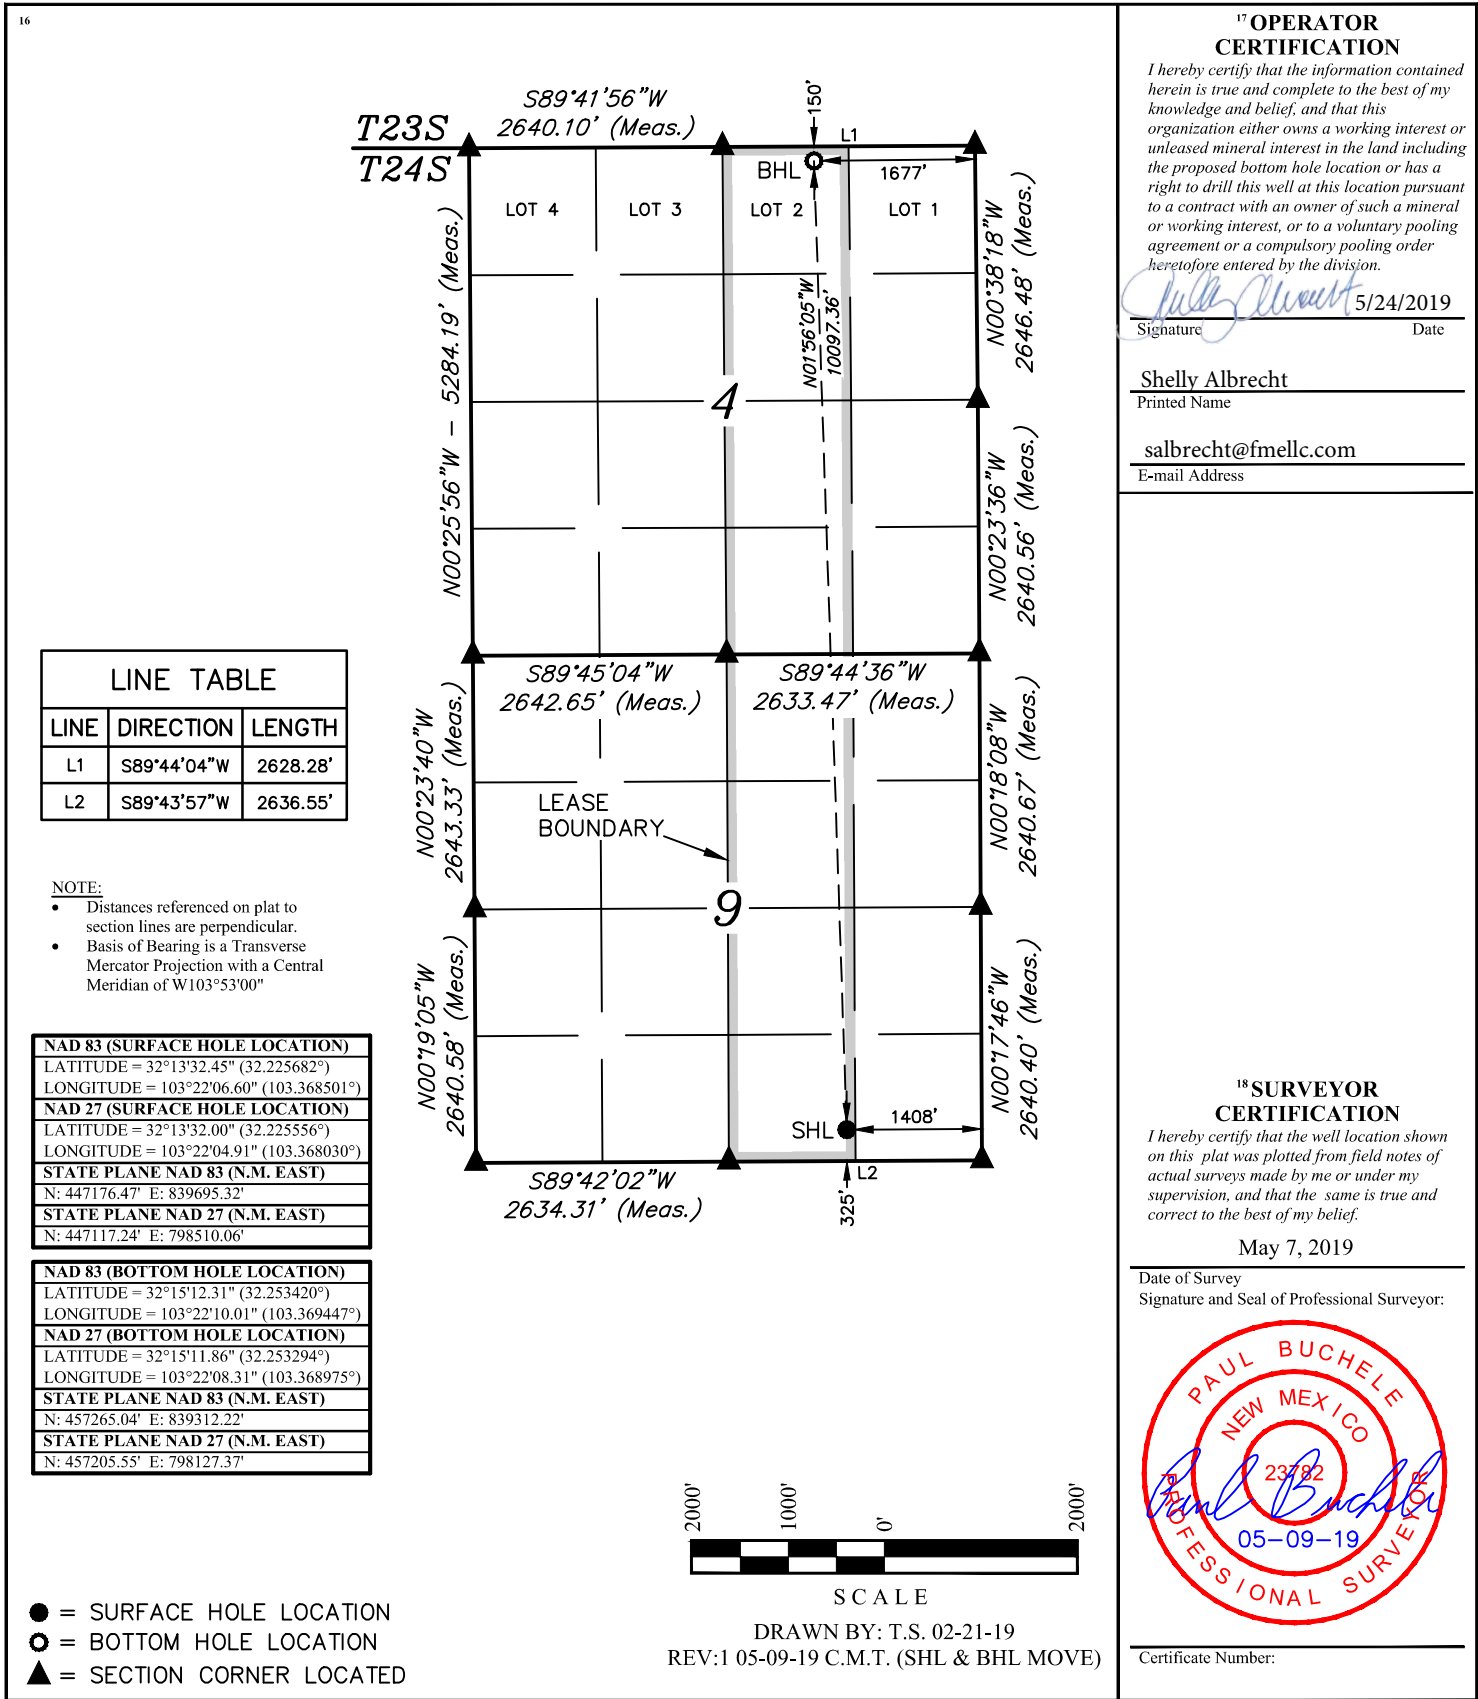 16
S89°41'56"W
2640.10' (Meas.)
150'
T23S
T24S
L1
BHL
1677'
LOT 4
LOT 3
LOT 2
LOT 1
N00°25'56"W – 5284.19' (Meas.)
N00°38'18"W
2646.48' (Meas.)
N01°56'05"W
10097.36'
4
N00°23'36"W
2640.56' (Meas.)
S89°45'04"W
2642.65' (Meas.)
S89°44'36"W
2633.47' (Meas.)
LINE TABLE
LINE DIRECTION LENGTH
L1 S89°44'04"W 2628.28'
L2 S89°43'57"W 2636.55'
N00°23'40"W
2643.33' (Meas.)
LEASE
BOUNDARY
N00°18'08"W
2640.67' (Meas.)
9
NOTE:
• Distances referenced on plat to
section lines are perpendicular.
• Basis of Bearing is a Transverse
Mercator Projection with a Central
Meridian of W103°53'00"
N00°19'05"W
2640.58' (Meas.)
N00°17'46"W
2640.40' (Meas.)
SHL
1408'
L2
325'
S89°42'02"W
2634.31' (Meas.)
NAD 83 (SURFACE HOLE LOCATION)
LATITUDE = 32°13'32.45" (32.225682°)
LONGITUDE = 103°22'06.60" (103.368501°)
NAD 27 (SURFACE HOLE LOCATION)
LATITUDE = 32°13'32.00" (32.225556°)
LONGITUDE = 103°22'04.91" (103.368030°)
STATE PLANE NAD 83 (N.M. EAST)
N: 447176.47' E: 839695.32'
STATE PLANE NAD 27 (N.M. EAST)
N: 447117.24' E: 798510.06'
NAD 83 (BOTTOM HOLE LOCATION)
LATITUDE = 32°15'12.31" (32.253420°)
LONGITUDE = 103°22'10.01" (103.369447°)
NAD 27 (BOTTOM HOLE LOCATION)
LATITUDE = 32°15'11.86" (32.253294°)
LONGITUDE = 103°22'08.31" (103.368975°)
STATE PLANE NAD 83 (N.M. EAST)
N: 457265.04' E: 839312.22'
STATE PLANE NAD 27 (N.M. EAST)
N: 457205.55' E: 798127.37'
= SURFACE HOLE LOCATION
= BOTTOM HOLE LOCATION
= SECTION CORNER LOCATED
2000' 1000' 0' 2000'
SCALE
DRAWN BY: T.S. 02-21-19
REV:1 05-09-19 C.M.T. (SHL & BHL MOVE)
17 OPERATOR
CERTIFICATION
I hereby certify that the information contained
herein is true and complete to the best of my
knowledge and belief, and that this
organization either owns a working interest or
unleased mineral interest in the land including
the proposed bottom hole location or has a
right to drill this well at this location pursuant
to a contract with an owner of such a mineral
or working interest, or to a voluntary pooling
agreement or a compulsory pooling order
heretofore entered by the division.
5/24/2019
Signature Date
Shelly Albrecht
Printed Name
salbrecht@fmellc.com
E-mail Address
18 SURVEYOR
CERTIFICATION
I hereby certify that the well location shown
on this plat was plotted from field notes of
actual surveys made by me or under my
supervision, and that the same is true and
correct to the best of my belief.
May 7, 2019
Date of Survey
Signature and Seal of Professional Surveyor:
PAUL BUCHELE
NEW MEXICO
23782
Paul Buchele
05-09-19
PROFESSIONAL SURVEYOR
Certificate Number: